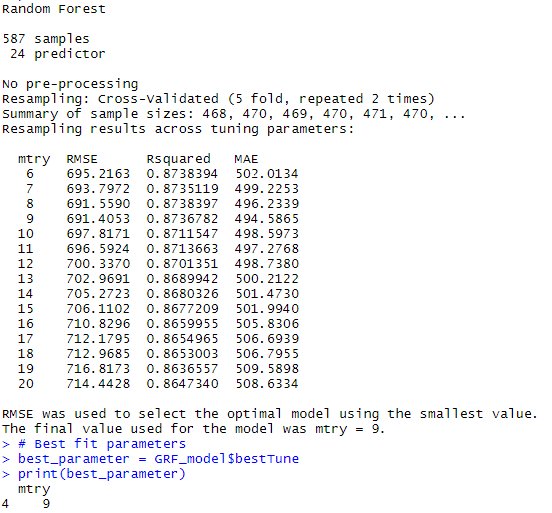 Random Forest
587 samples
24 predictor
No pre-processing
Resampling: Cross-Validated (5 fold, repeated 2 times)
Summary of sample sizes: 468, 470, 469, 470, 471, 470, ...
Resampling results across tuning parameters:
mtry RMSE Rsquared MAE
6 695.2163 0.8738394 502.0134
7 693.7972 0.8735119 499.2253
8 691.5590 0.8738397 496.2339
9 691.4053 0.8736782 494.5865
10 697.8171 0.8711547 498.5973
11 696.5924 0.8713663 497.2768
12 700.3370 0.8701351 498.7380
13 702.9691 0.8689942 500.2122
14 705.2723 0.8680326 501.4730
15 706.1102 0.8677209 501.9940
16 710.8296 0.8659955 505.8306
17 712.1795 0.8654965 506.6939
18 712.9685 0.8653003 506.7955
19 716.8173 0.8636557 509.5898
20 714.4428 0.8647340 508.6334
RMSE was used to select the optimal model using the smallest value.
The final value used for the model was mtry = 9.
> # Best fit parameters
> best_parameter = GRF_model$bestTune
> print(best_parameter)
mtry
4 9